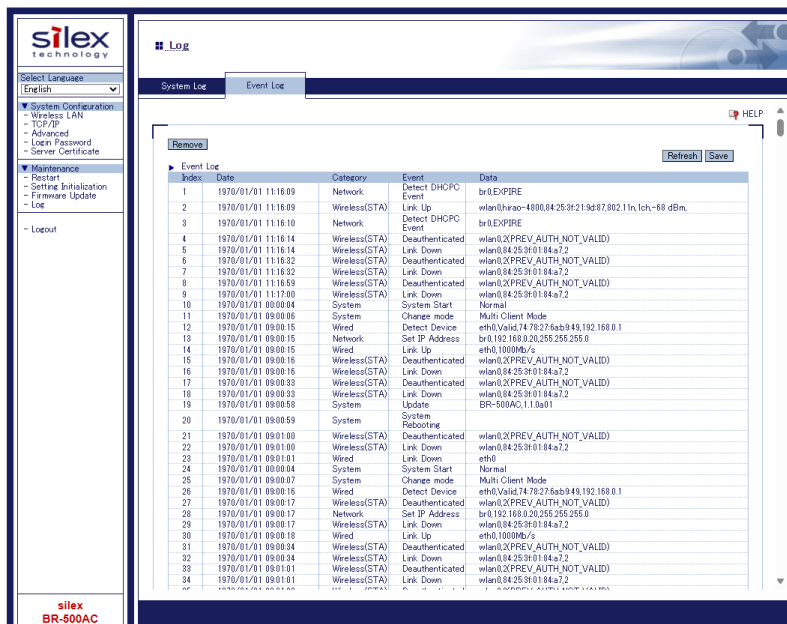 silex
technology
Select Language
English
▼ System Configuration
- Wireless LAN
- TCP/IP
- Advanced
- Login Password
- Server Certificate
▼ Maintenance
- Restart
- Setting Initialization
- Firmware Update
- Log
- Logout
silex
BR-500AC
Log
System Log Event Log
HELP
Remove
Refresh Save
Event Log
Index Date Category Event Data
1 1970/01/01 11:16:09 Network Detect DHCPC Event br0,EXPIRE
2 1970/01/01 11:16:09 Wireless(STA) Link Up wlan0,hirao-4800,84:25:3f:21:9d:87,802.11n,1ch,-68 dBm,
3 1970/01/01 11:16:10 Network Detect DHCPC Event br0,EXPIRE
4 1970/01/01 11:16:14 Wireless(STA) Deauthenticated wlan0,2(PREV_AUTH_NOT_VALID)
5 1970/01/01 11:16:14 Wireless(STA) Link Down wlan0,84:25:3f:01:84:a7,2
6 1970/01/01 11:16:32 Wireless(STA) Deauthenticated wlan0,2(PREV_AUTH_NOT_VALID)
7 1970/01/01 11:16:32 Wireless(STA) Link Down wlan0,84:25:3f:01:84:a7,2
8 1970/01/01 11:16:59 Wireless(STA) Deauthenticated wlan0,2(PREV_AUTH_NOT_VALID)
9 1970/01/01 11:17:00 Wireless(STA) Link Down wlan0,84:25:3f:01:84:a7,2
10 1970/01/01 00:00:04 System System Start Normal
11 1970/01/01 09:00:06 System Change mode Multi Client Mode
12 1970/01/01 09:00:15 Wired Detect Device eth0,Valid,74:78:27:6a:b9:49,192.168.0.1
13 1970/01/01 09:00:15 Network Set IP Address br0,192.168.0.20,255.255.255.0
14 1970/01/01 09:00:15 Wired Link Up eth0,1000Mb/s
15 1970/01/01 09:00:16 Wireless(STA) Deauthenticated wlan0,2(PREV_AUTH_NOT_VALID)
16 1970/01/01 09:00:16 Wireless(STA) Link Down wlan0,84:25:3f:01:84:a7,2
17 1970/01/01 09:00:33 Wireless(STA) Deauthenticated wlan0,2(PREV_AUTH_NOT_VALID)
18 1970/01/01 09:00:33 Wireless(STA) Link Down wlan0,84:25:3f:01:84:a7,2
19 1970/01/01 09:00:58 System Update BR-500AC,1.1.0a01
20 1970/01/01 09:00:59 System System Rebooting
21 1970/01/01 09:01:00 Wireless(STA) Deauthenticated wlan0,2(PREV_AUTH_NOT_VALID)
22 1970/01/01 09:01:00 Wireless(STA) Link Down wlan0,84:25:3f:01:84:a7,2
23 1970/01/01 09:01:01 Wired Link Down eth0
24 1970/01/01 00:00:04 System System Start Normal
25 1970/01/01 09:00:07 System Change mode Multi Client Mode
26 1970/01/01 09:00:16 Wired Detect Device eth0,Valid,74:78:27:6a:b9:49,192.168.0.1
27 1970/01/01 09:00:17 Wireless(STA) Deauthenticated wlan0,2(PREV_AUTH_NOT_VALID)
28 1970/01/01 09:00:17 Network Set IP Address br0,192.168.0.20,255.255.255.0
29 1970/01/01 09:00:17 Wireless(STA) Link Down wlan0,84:25:3f:01:84:a7,2
30 1970/01/01 09:00:18 Wired Link Up eth0,1000Mb/s
31 1970/01/01 09:00:34 Wireless(STA) Deauthenticated wlan0,2(PREV_AUTH_NOT_VALID)
32 1970/01/01 09:00:34 Wireless(STA) Link Down wlan0,84:25:3f:01:84:a7,2
33 1970/01/01 09:01:01 Wireless(STA) Deauthenticated wlan0,2(PREV_AUTH_NOT_VALID)
34 1970/01/01 09:01:01 Wireless(STA) Link Down wlan0,84:25:3f:01:84:a7,2